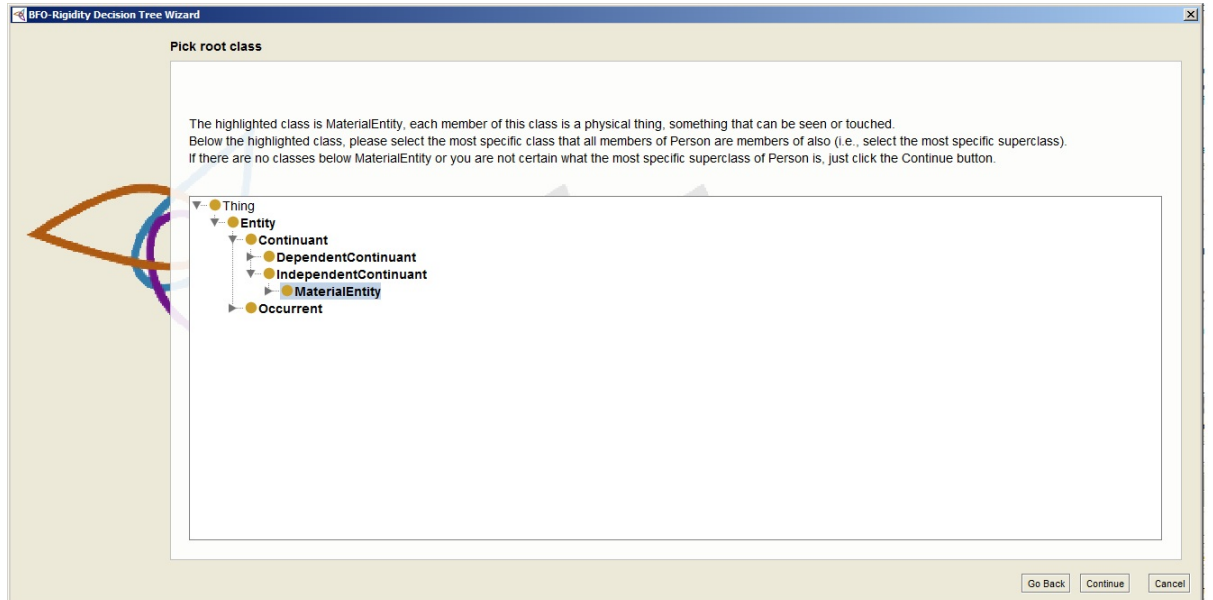 BFO-Rigidity Decision Tree Wizard
Pick root class
The highlighted class is MaterialEntity, each member of this class is a physical thing, something that can be seen or touched.
Below the highlighted class, please select the most specific class that all members of Person are members of also (i.e., select the most specific superclass).
If there are no classes below MaterialEntity or you are not certain what the most specific superclass of Person is, just click the Continue button.
Thing
Entity
Continuant
DependentContinuant
IndependentContinuant
MaterialEntity
Occurrent
Go Back Continue Cancel